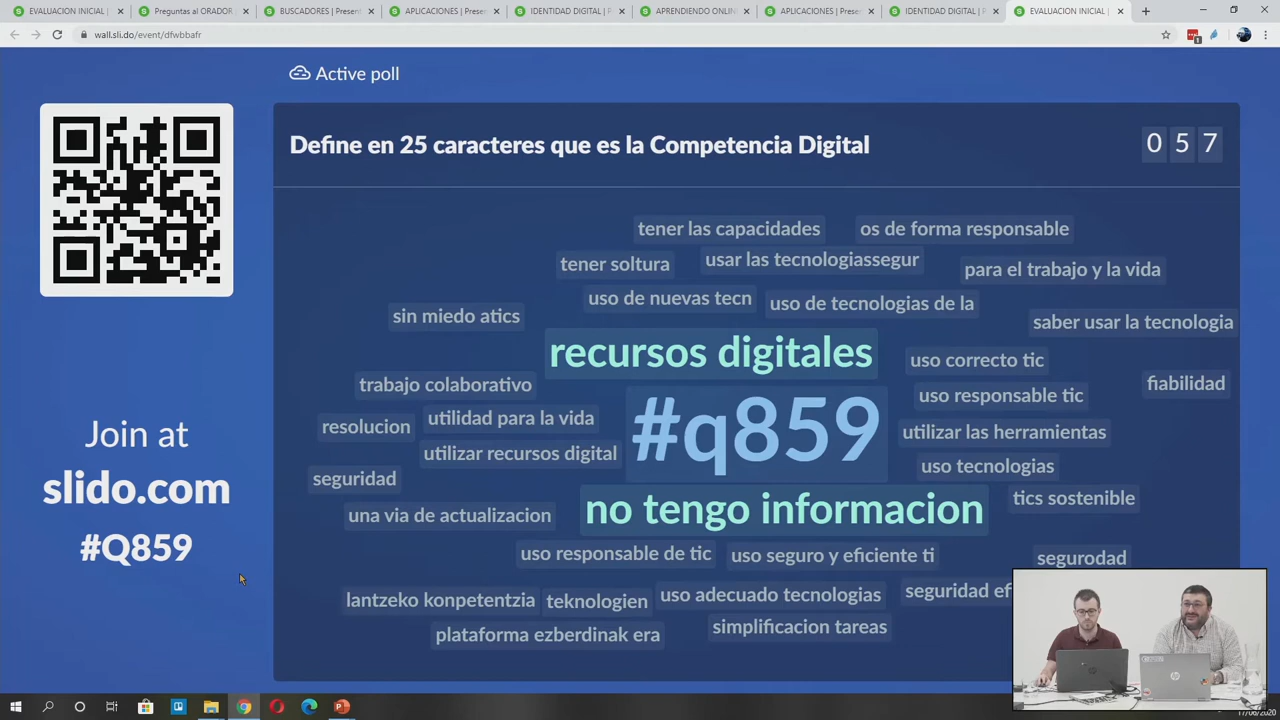 EVALUACION INICIAL |
Preguntas al ORADOR
BUSCADORES | Present
APLICACIONES | Presen
IDENTIDAD DIGITAL | P
APRENDIENDO ONLIN
APLICACIONES | Presen
IDENTIDAD DIGITAL | P
EVALUACION INICIAL |
wall.sli.do/event/dfwbbafr
Active poll
Define en 25 caracteres que es la Competencia Digital
057
tener las capacidades
os de forma responsable
tener soltura
usar las tecnologiassegur
para el trabajo y la vida
uso de nuevas tecn
uso de tecnologias de la
sin miedo atics
saber usar la tecnologia
recursos digitales
uso correcto tic
trabajo colaborativo
fiabilidad
uso responsable tic
#q859
utilidad para la vida
resolucion
utilizar las herramientas
utilizar recursos digital
uso tecnologias
seguridad
tics sostenible
no tengo informacion
una via de actualizacion
uso responsable de tic
uso seguro y eficiente ti
segurodad
lantzeko konpetentzia
teknologien
uso adecuado tecnologias
seguridad ef
plataforma ezberdinak era
simplificacion tareas
Join at
slido.com
#Q859
17/06/2020